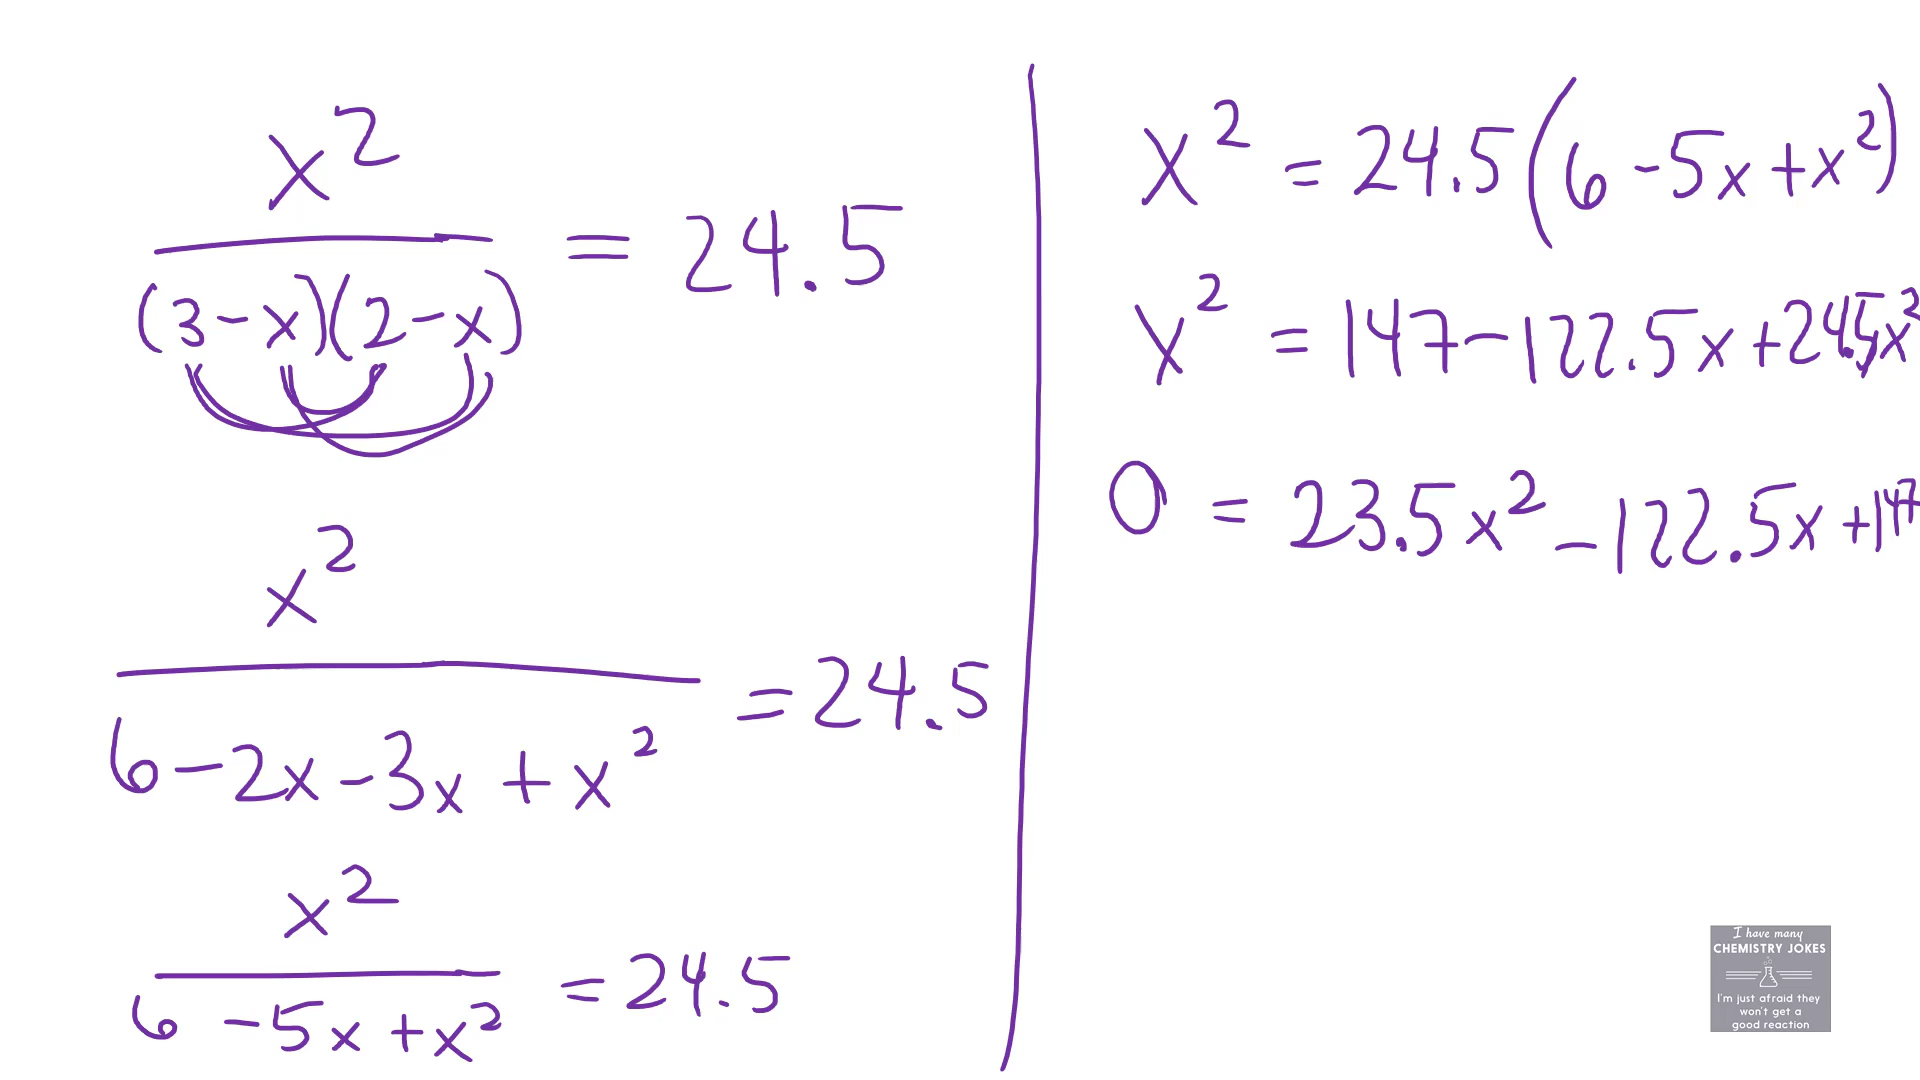 x²
(3-x)(2-x)
= 24.5
x²
6-2x-3x+x²
=24.5
x²
6-5x+x²
=24.5
x² = 24.5(6-5x+x²)
x² = 147-122.5x+24.5x²
0 = 23.5x²-122.5x+147
I have many
CHEMISTRY JOKES
I'm just afraid they
won't get a
good reaction